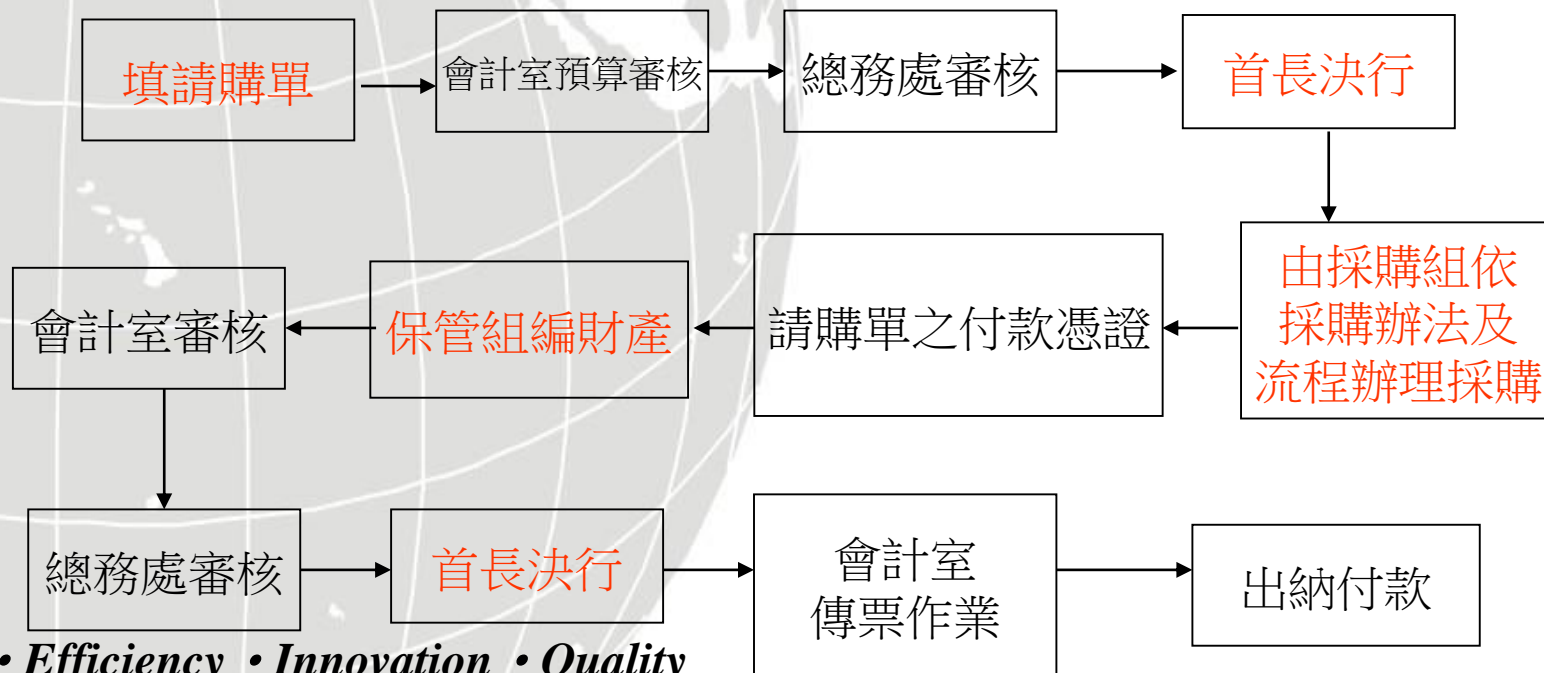 填請購單
會計室預算審核
總務處審核
首長決行
由採購組依
採購辦法及
流程辦理採購
請購單之付款憑證
保管組編財產
會計室審核
總務處審核
首長決行
會計室
傳票作業
出納付款
• Efficiency • Innovation • Quality